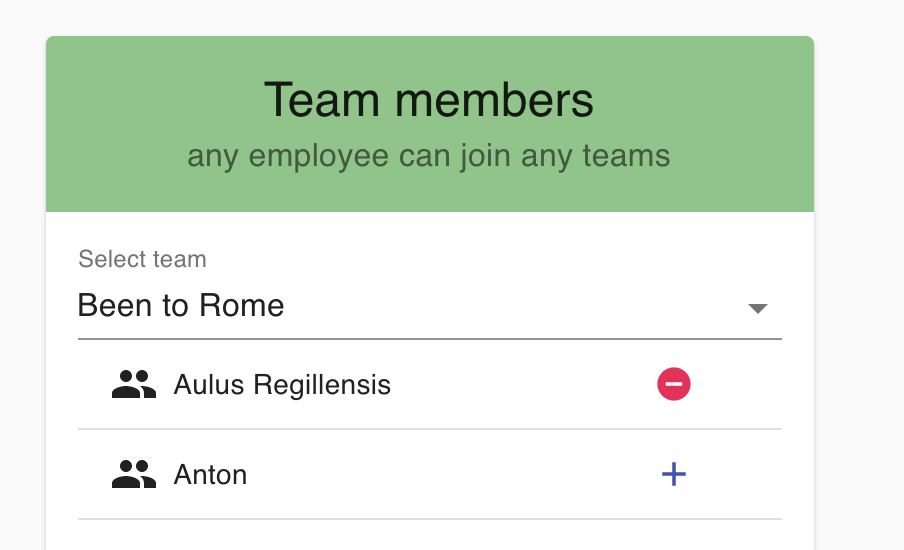 Team members
any employee can join any teams
Select team
Been to Rome
Aulus Regillensis
Anton